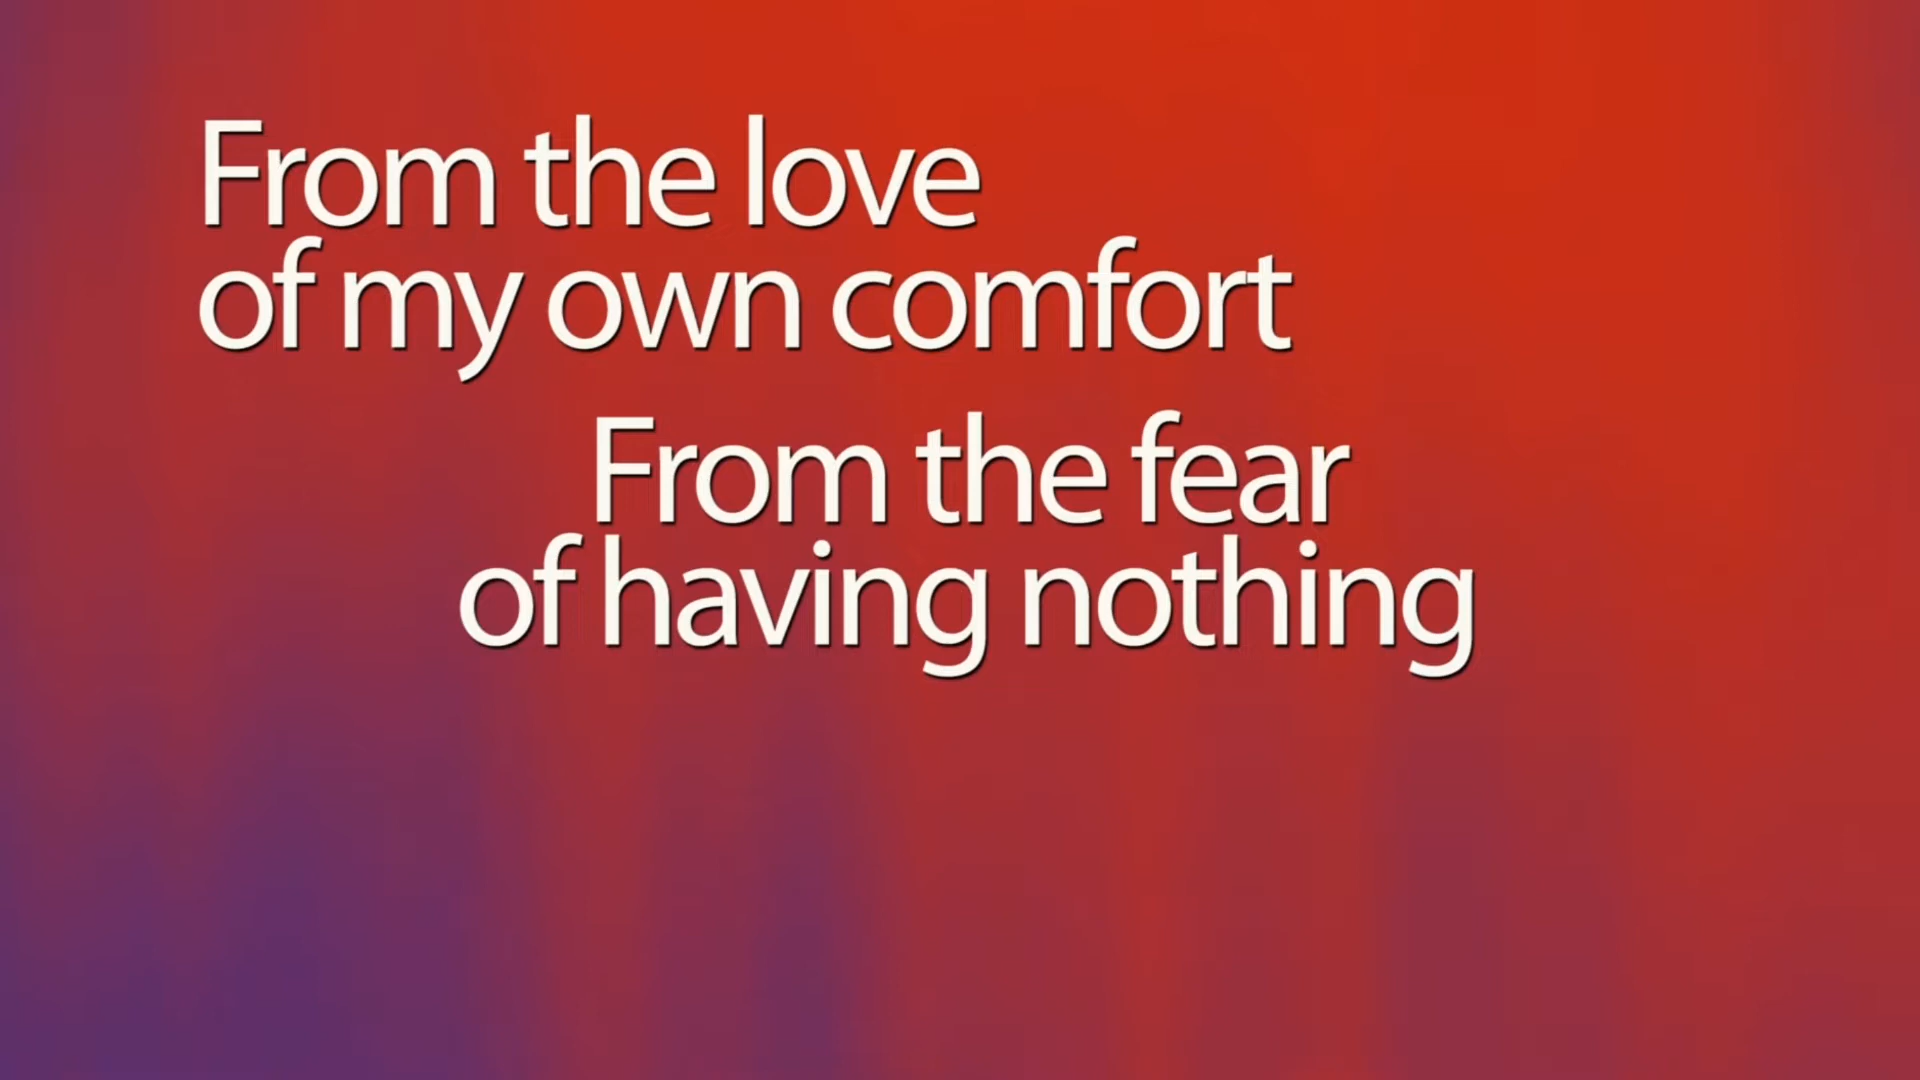 From the love
of my own comfort
From the fear
of having nothing